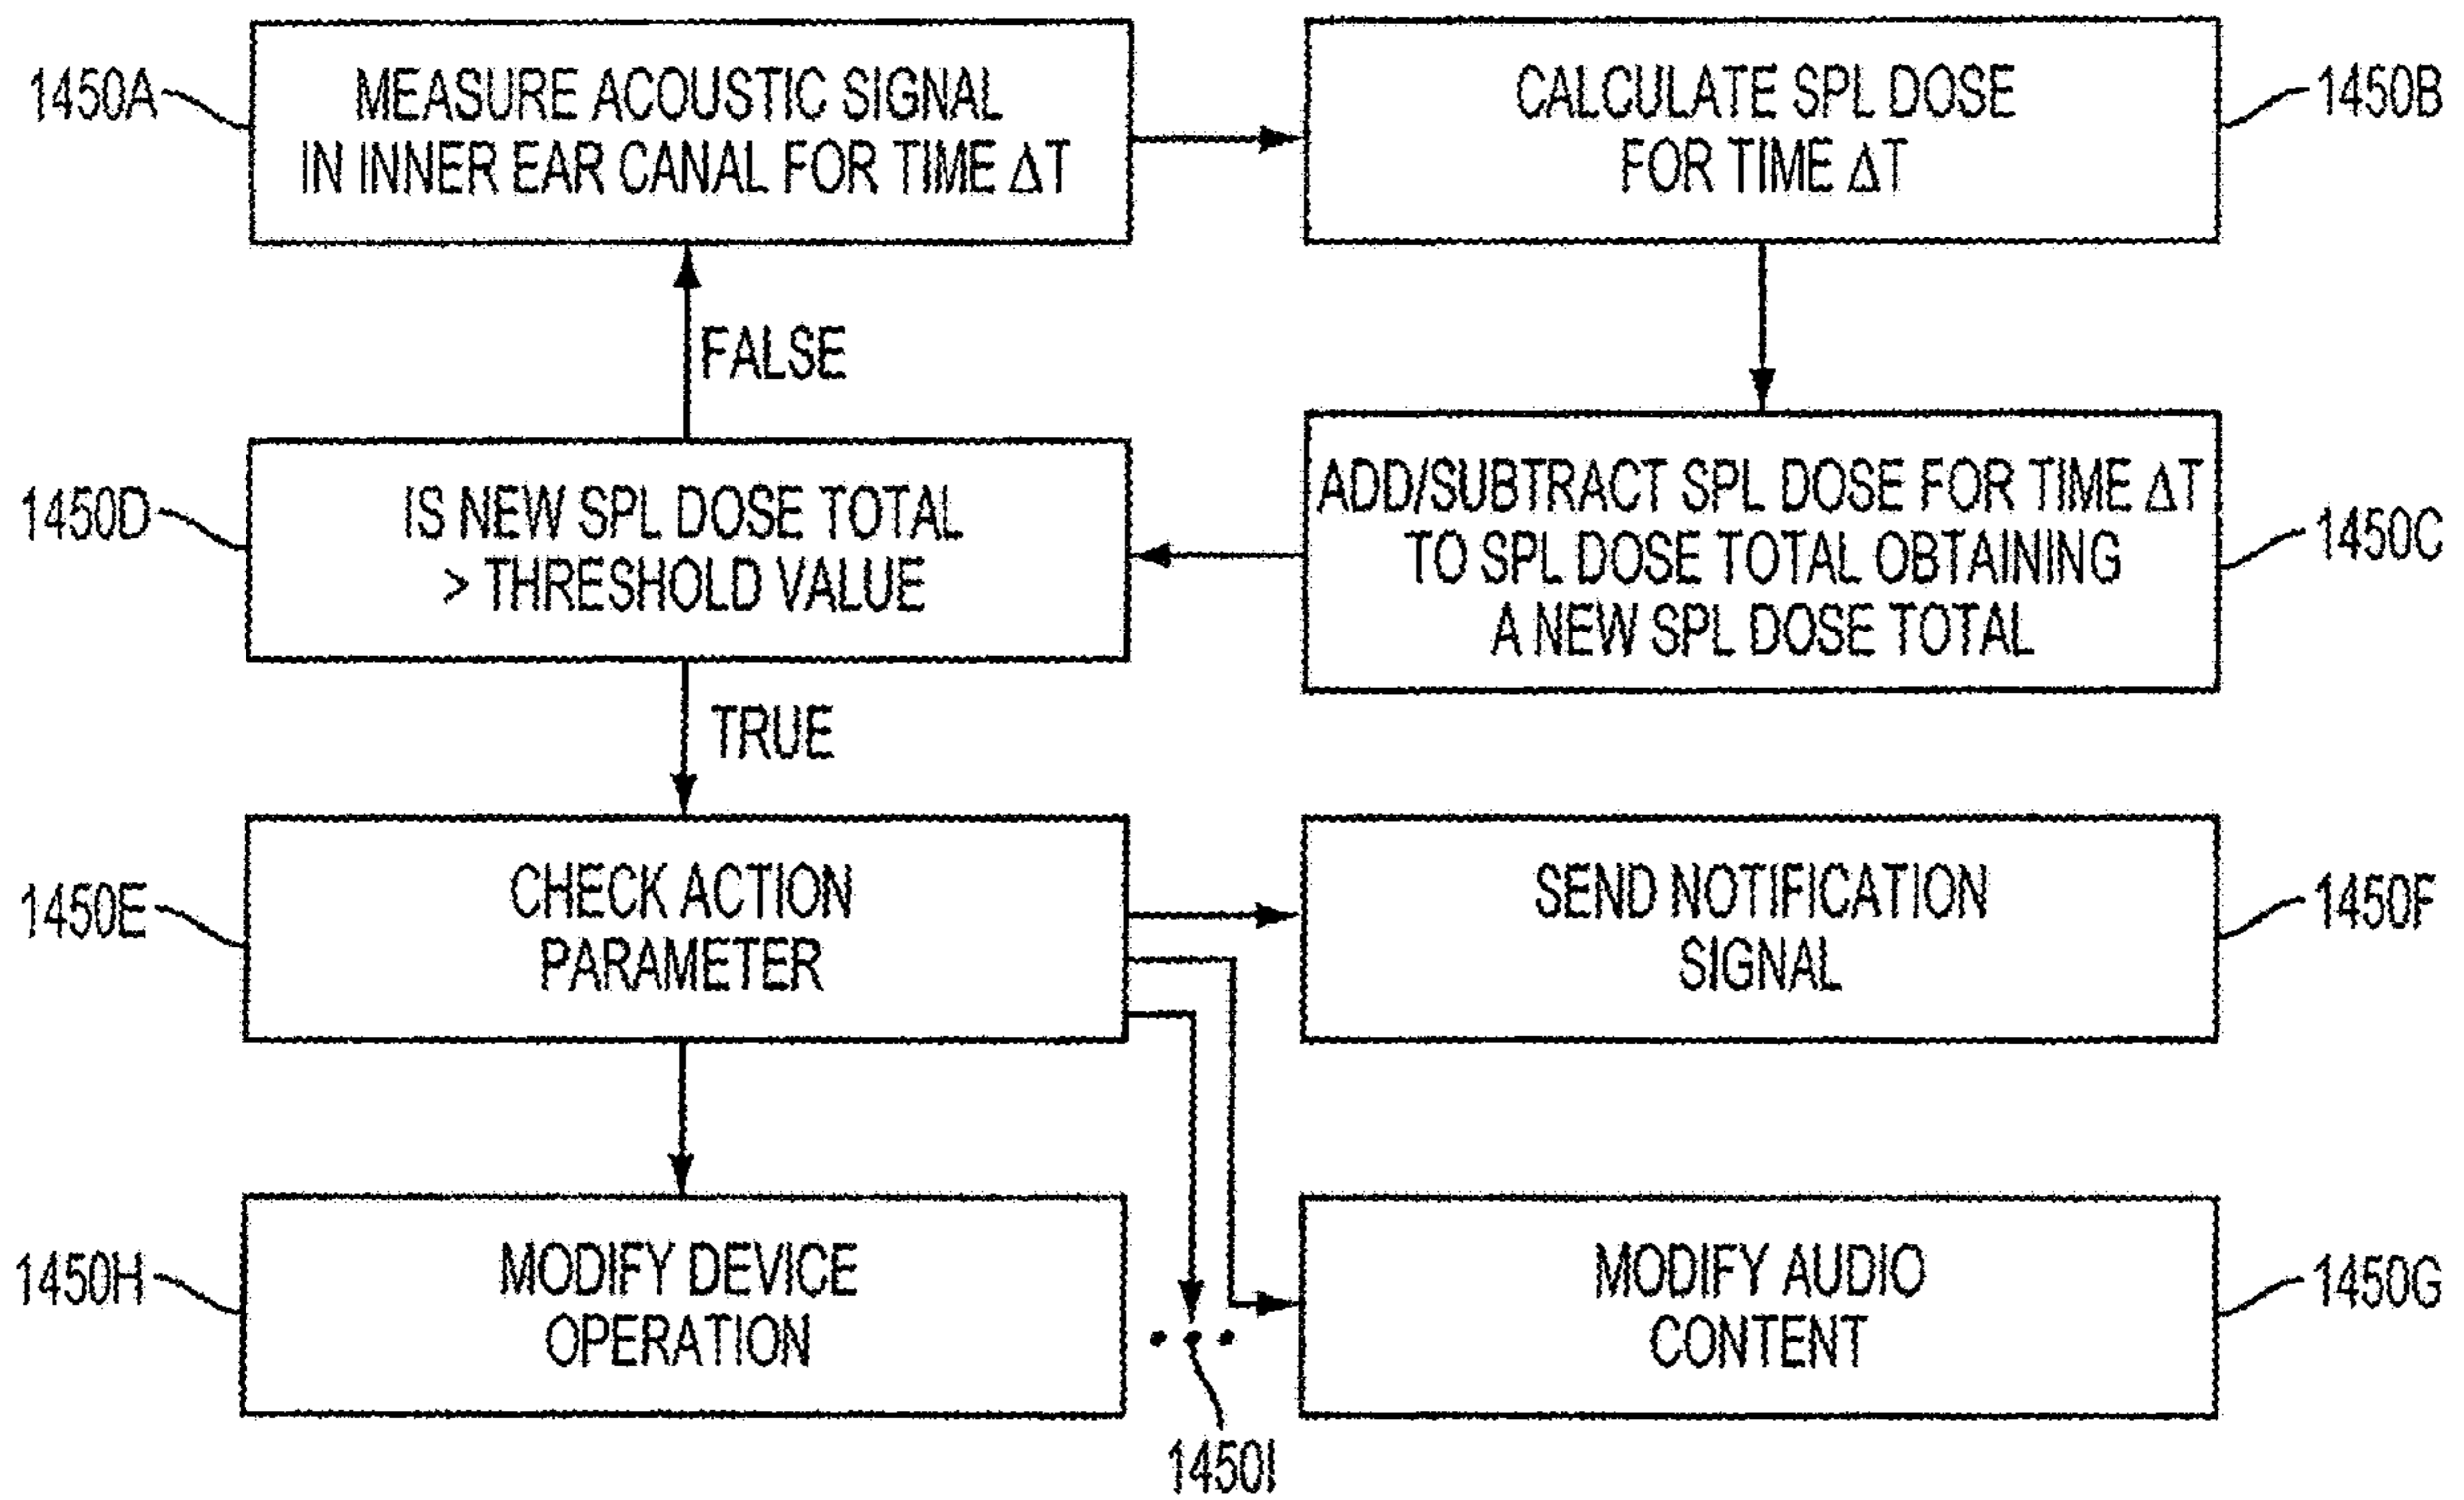 1450A
MEASURE ACOUSTIC SIGNAL
IN INNER EAR CANAL FOR TIME ΔT
CALCULATE SPL DOSE
FOR TIME ΔT
1450B
FALSE
1450D
IS NEW SPL DOSE TOTAL
> THRESHOLD VALUE
ADD/SUBTRACT SPL DOSE FOR TIME ΔT
TO SPL DOSE TOTAL OBTAINING
A NEW SPL DOSE TOTAL
1450C
TRUE
1450E
CHECK ACTION
PARAMETER
SEND NOTIFICATION
SIGNAL
1450F
1450H
MODIFY DEVICE
OPERATION
• • •
1450I
MODIFY AUDIO
CONTENT
1450G